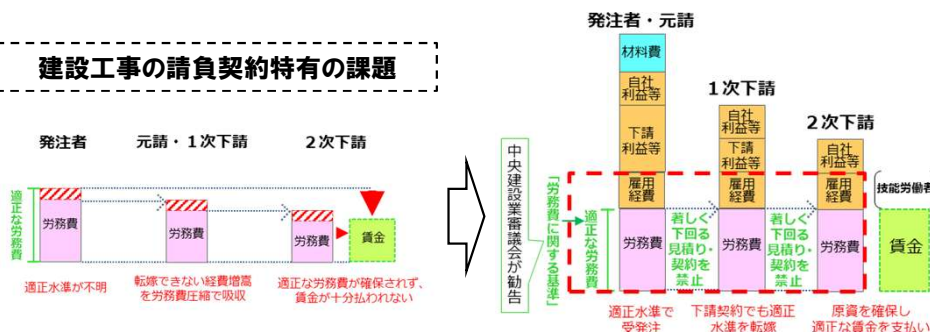 建設工事の請負契約特有の課題
発注者
元請・1次下請
2次下請
適正な労務費
労務費
労務費
労務費
賃金
適正水準が不明
転嫁できない経費増嵩
を労務費圧縮で吸収
適正な労務費が確保されず、
賃金が十分払われない
発注者・元請
1次下請
2次下請
材料費
自社
利益等
下請
利益等
雇用
経費
労務費
自社
利益等
下請
利益等
雇用
経費
労務費
自社
利益等
雇用
経費
労務費
技能労働者
賃金
中央建設業審議会が勧告
「労務費に関する基準」
適正な労務費
著しく
下回る
見積り・
契約を
禁止
著しく
下回る
見積り・
契約を
禁止
適正水準で
受発注
下請契約でも適正
水準を転嫁
原資を確保し
適正な賃金を支払い